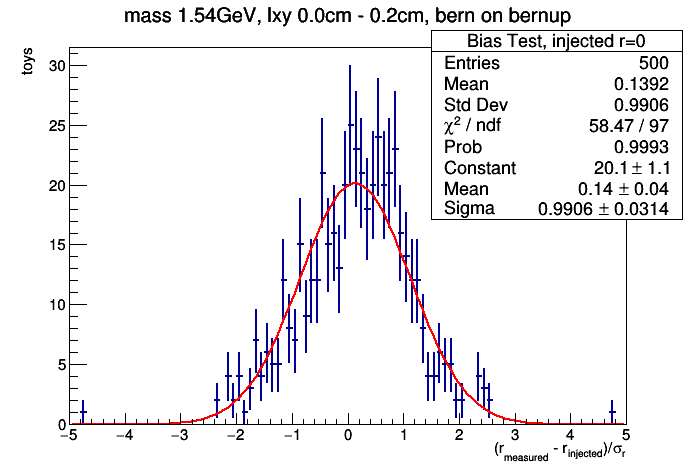 mass 1.54GeV, lxy 0.0cm - 0.2cm, bern on bernup
Bias Test, injected r=0
Entries 500
Mean 0.1392
Std Dev 0.9906
χ² / ndf 58.47 / 97
Prob 0.9993
Constant 20.1 ± 1.1
Mean 0.14 ± 0.04
Sigma 0.9906 ± 0.0314
toys
30
25
20
15
10
5
0
−5 −4 −3 −2 −1 0 1 2 3 4 5
(r_measured - r_injected)/σ_r